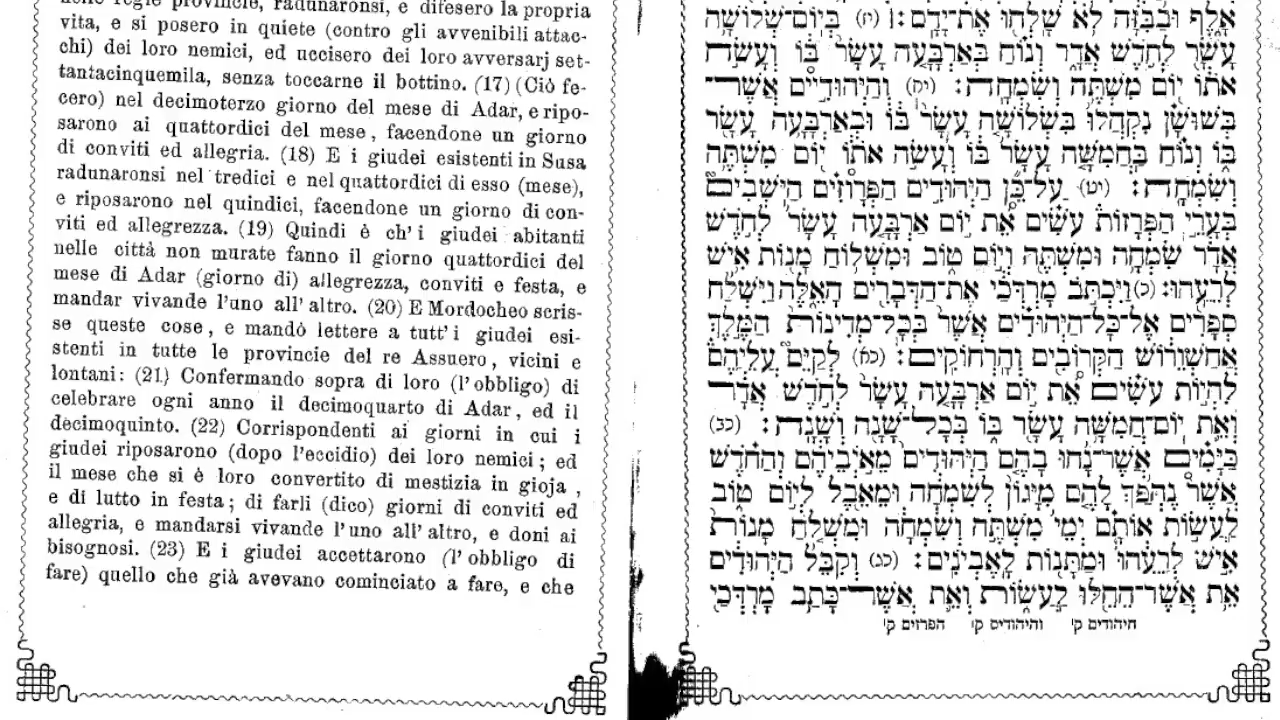 nelle regie provincie, radunaronsi, e difesero la propria
vita, e si posero in quiete (contro gli avvenibili attac-
chi) dei loro nemici, ed uccisero dei loro avversarj set-
tantacinquemila, senza toccarne il bottino. (17) (Ciò fe-
cero) nel decimoterzo giorno del mese di Adar, e ripo-
sarono ai quattordici del mese, facendone un giorno
di conviti ed allegria. (18) E i giudei esistenti in Susa
radunaronsi nel tredici e nel quattordici di esso (mese),
e riposarono nel quindici, facendone un giorno di con-
viti ed allegrezza. (19) Quindi è ch' i giudei abitanti
nelle città non murate fanno il giorno quattordici del
mese di Adar (giorno di) allegrezza, conviti e festa, e
mandar vivande l'uno all' altro. (20) E Mordocheo scris-
se queste cose, e mandò lettere a tutt' i giudei esi-
stenti in tutte le provincie del re Assuero, vicini e
lontani: (21) Confermando sopra di loro (l' obbligo) di
celebrare ogni anno il decimoquarto di Adar, ed il
decimoquinto. (22) Corrispondenti ai giorni in cui i
giudei riposarono (dopo l'eccidio) dei loro nemici; ed
il mese che si è loro convertito di mestizia in gioja,
e di lutto in festa; di farli (dico) giorni di conviti ed
allegria, e mandarsi vivande l'uno all' altro, e doni ai
bisognosi. (23) E i giudei accettarono (l' obbligo di
fare) quello che già avevano cominciato a fare, e che
אֶלֶף וּבַבִּזָּה לֹא שָׁלְחוּ אֶת־יָדָם: (יז) בְּיוֹם־שְׁלוֹשָׁה
עָשָׂר לְחֹדֶשׁ אֲדָר וְנוֹחַ בְּאַרְבָּעָה עָשָׂר בּוֹ וְעָשֹׂה
אֹתוֹ יוֹם מִשְׁתֶּה וְשִׂמְחָה: (יח) וְהַיְּהוּדִיִּים אֲשֶׁר־
בְּשׁוּשָׁן נִקְהֲלוּ בִּשְׁלוֹשָׁה עָשָׂר בּוֹ וּבְאַרְבָּעָה עָשָׂר
בּוֹ וְנוֹחַ בַּחֲמִשָּׁה עָשָׂר בּוֹ וְעָשֹׂה אֹתוֹ יוֹם מִשְׁתֶּה
וְשִׂמְחָה: (יט) עַל־כֵּן הַיְּהוּדִים הַפְּרָוזִים הַיֹּשְׁבִים
בְּעָרֵי הַפְּרָזוֹת עֹשִׂים אֵת יוֹם אַרְבָּעָה עָשָׂר לְחֹדֶשׁ
אֲדָר שִׂמְחָה וּמִשְׁתֶּה וְיוֹם טוֹב וּמִשְׁלוֹחַ מָנוֹת אִישׁ
לְרֵעֵהוּ: (כ) וַיִּכְתֹּב מָרְדֳּכַי אֶת־הַדְּבָרִים הָאֵלֶּה וַיִּשְׁלַח
סְפָרִים אֶל־כָּל־הַיְּהוּדִים אֲשֶׁר בְּכָל־מְדִינוֹת הַמֶּלֶךְ
אֲחַשְׁוֵרוֹשׁ הַקְּרוֹבִים וְהָרְחוֹקִים: (כא) לְקַיֵּם עֲלֵיהֶם
לִהְיוֹת עֹשִׂים אֵת יוֹם אַרְבָּעָה עָשָׂר לְחֹדֶשׁ אֲדָר
וְאֵת יוֹם־חֲמִשָּׁה עָשָׂר בּוֹ בְּכָל־שָׁנָה וְשָׁנָה: (כב)
כַּיָּמִים אֲשֶׁר־נָחוּ בָהֶם הַיְּהוּדִים מֵאֹיְבֵיהֶם וְהַחֹדֶשׁ
אֲשֶׁר נֶהְפַּךְ לָהֶם מִיָּגוֹן לְשִׂמְחָה וּמֵאֵבֶל לְיוֹם טוֹב
לַעֲשׂוֹת אוֹתָם יְמֵי מִשְׁתֶּה וְשִׂמְחָה וּמִשְׁלֹחַ מָנוֹת
אִישׁ לְרֵעֵהוּ וּמַתָּנוֹת לָאֶבְיֹנִים: (כג) וְקִבֵּל הַיְּהוּדִים
אֵת אֲשֶׁר־הֵחֵלּוּ לַעֲשׂוֹת וְאֵת אֲשֶׁר־כָּתַב מָרְדֳּכַי
היהודים ק' והיהודים ק' הפרזים ק'